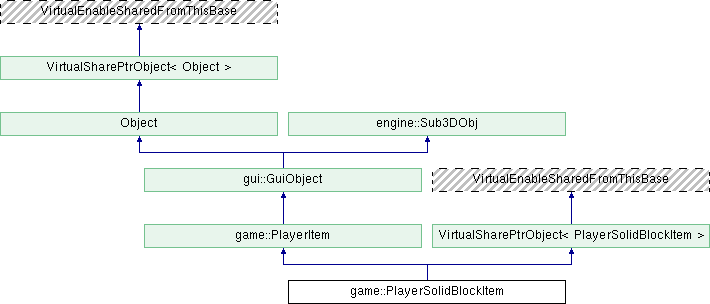 VirtualEnableSharedFromThisBase
VirtualSharePtrObject< Object >
Object
engine::Sub3DObj
gui::GuiObject
VirtualEnableSharedFromThisBase
game::PlayerItem
VirtualSharePtrObject< PlayerSolidBlockItem >
game::PlayerSolidBlockItem